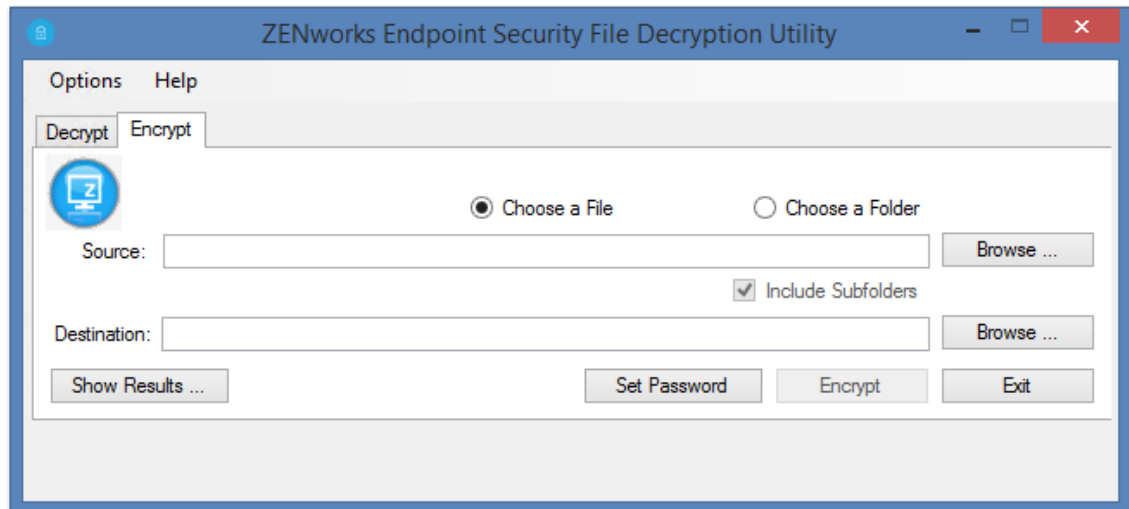 ZENworks Endpoint Security File Decryption Utility
Options Help
Decrypt Encrypt
Z
Choose a File Choose a Folder
Source: Browse ...
Include Subfolders
Destination: Browse ...
Show Results ... Set Password Encrypt Exit